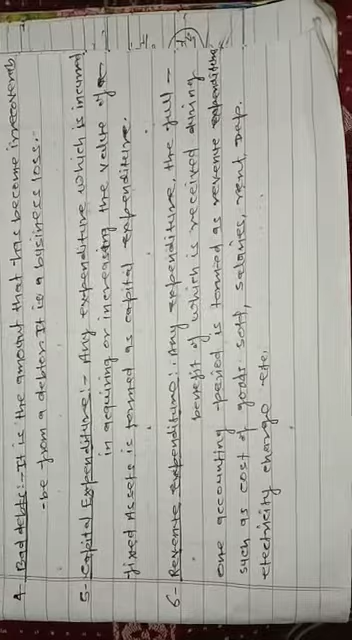 4- Bad debts:- It is the amount that has become irrecoverab
-be from a debtor. It is a business loss.
5- Capital Expenditure:- Any expenditure which is incurred
in aquiring or increasing the value of a
fixed Assets is termed as capital expenditure.
6- Revenue expenditure:. Any expenditure, the full -
benefit of which is received during
one accounting -period is termed as revenue expenditure
such as cost of goods sold, salaries, rent, Dep.
electricity charge etc.